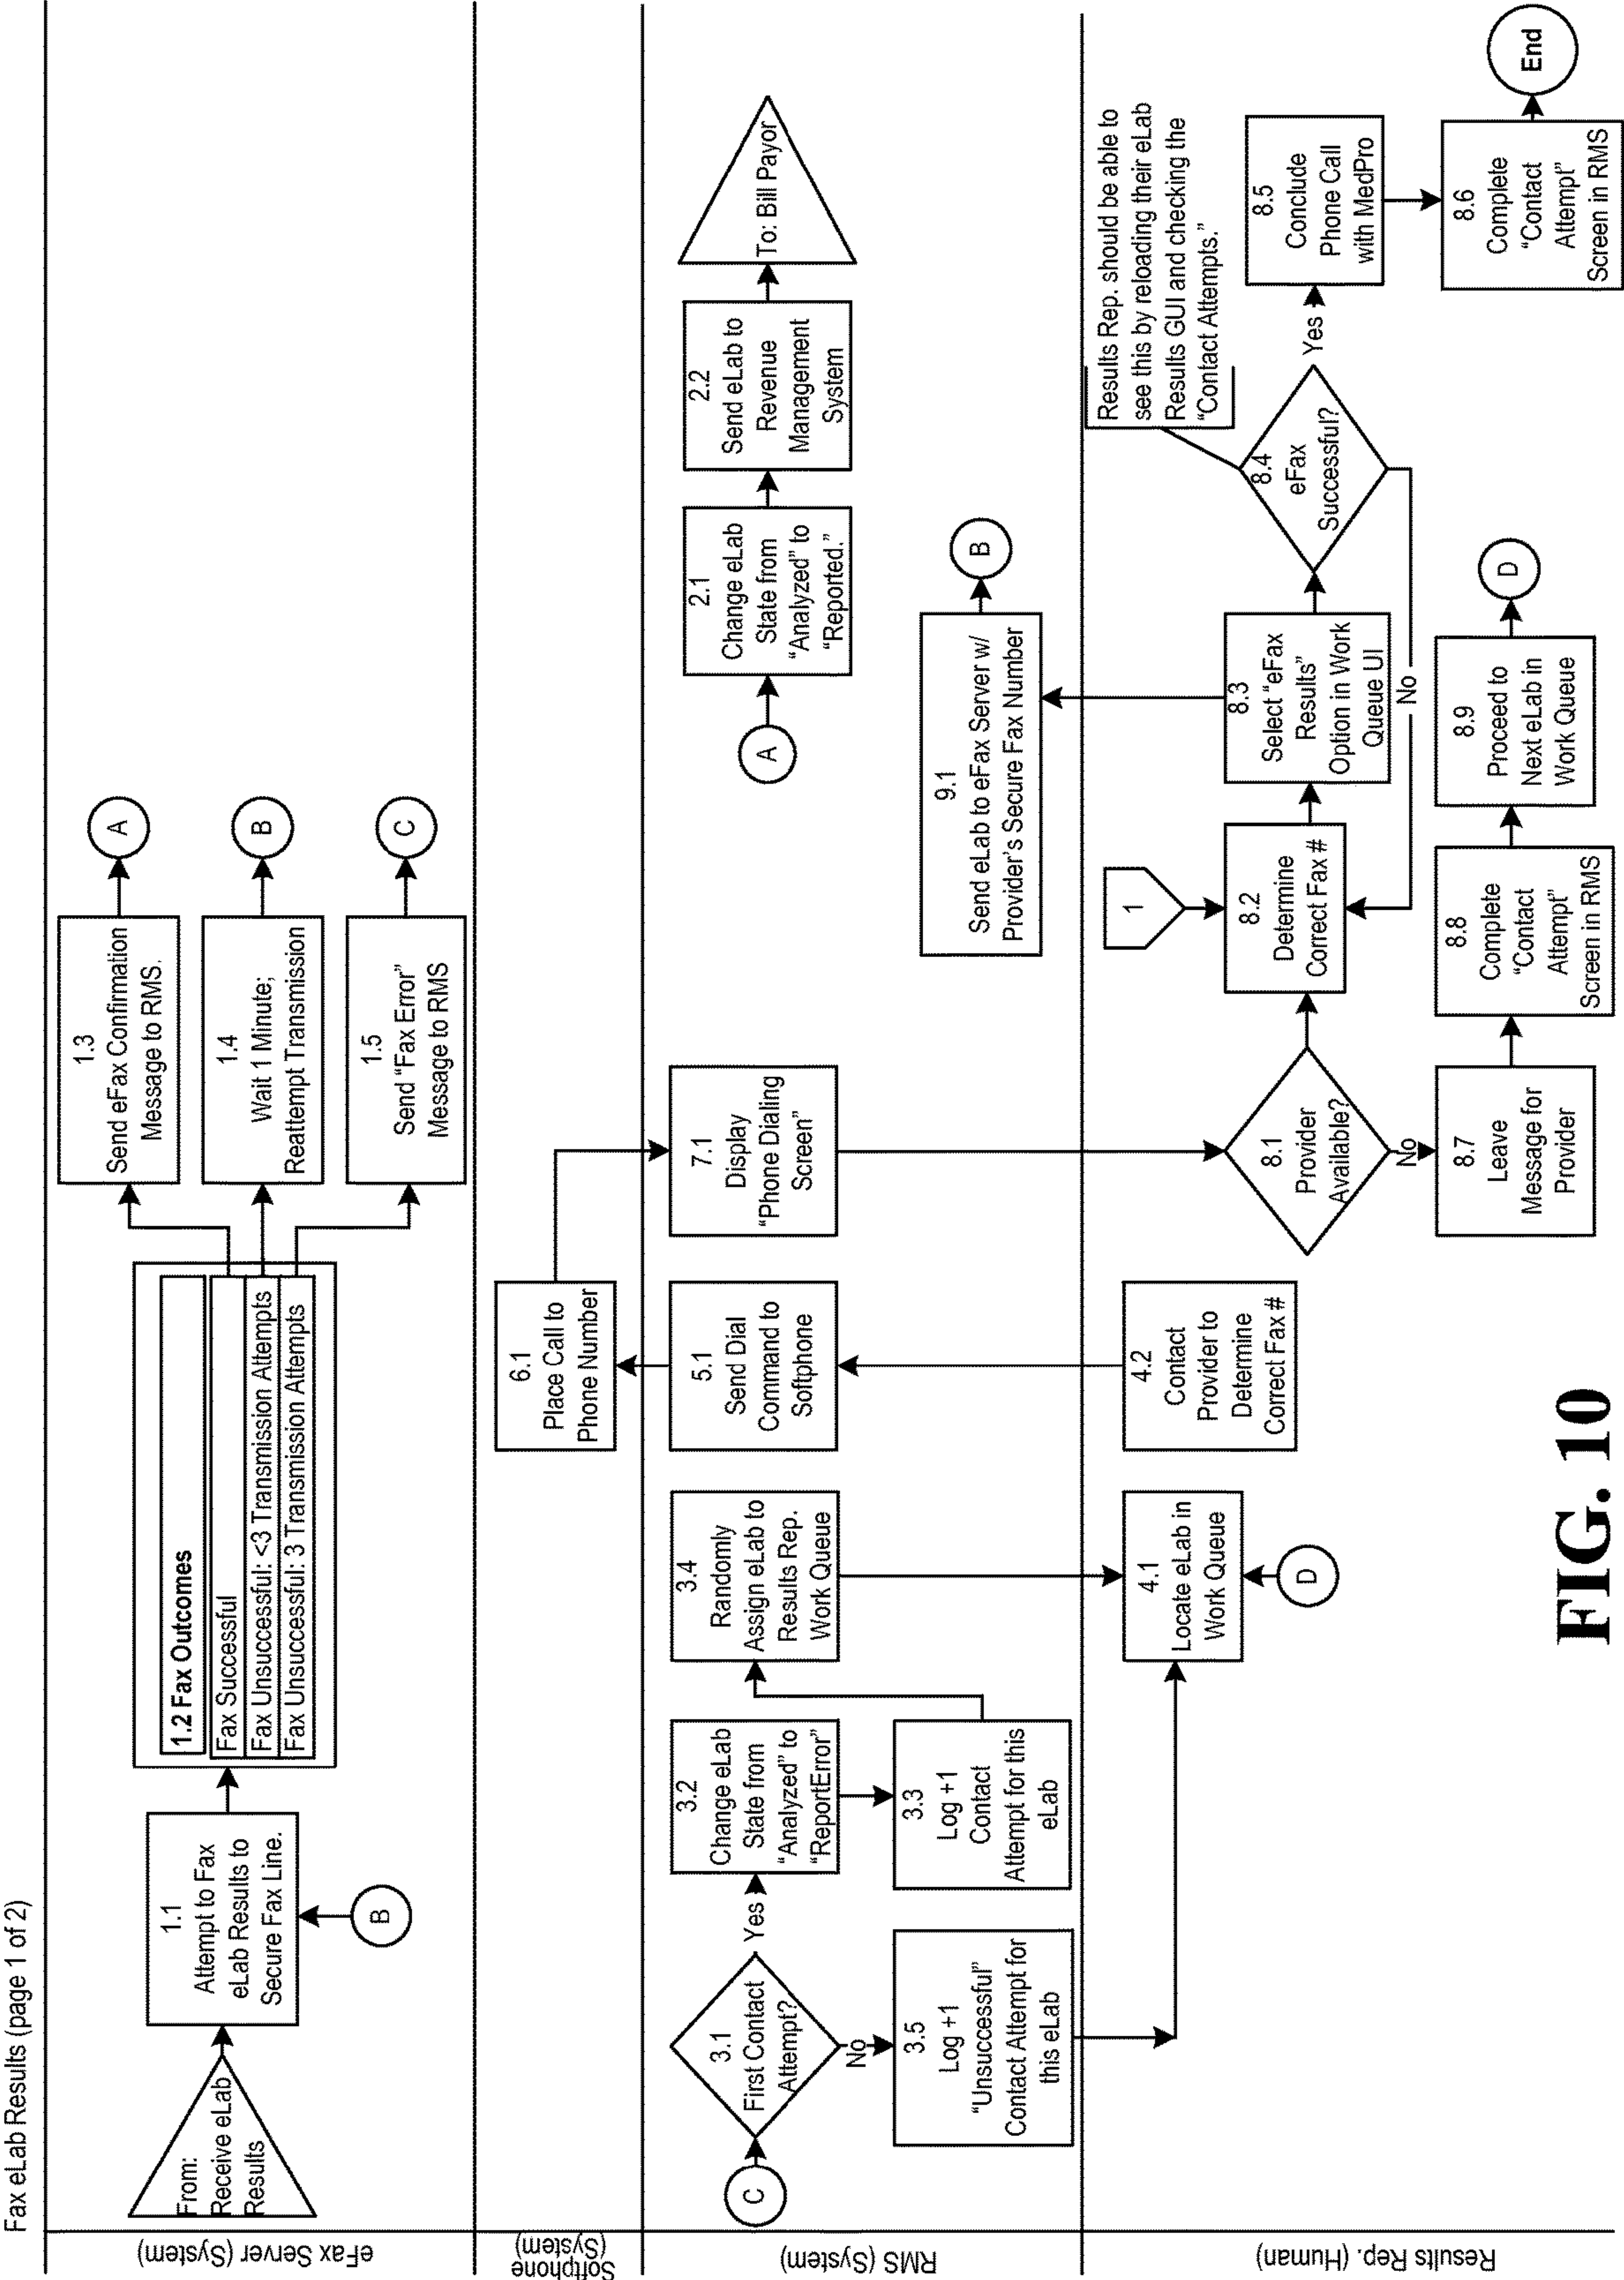 Fax eLab Results (page 1 of 2)
eFax Server (System)
From:
Receive eLab
Results
1.1
Attempt to Fax
eLab Results to
Secure Fax Line.
B
1.2 Fax Outcomes
Fax Successful
Fax Unsuccessful: <3 Transmission Attempts
Fax Unsuccessful: 3 Transmission Attempts
1.3
Send eFax Confirmation
Message to RMS.
A
1.4
Wait 1 Minute;
Reattempt Transmission
B
1.5
Send “Fax Error”
Message to RMS
C
Softphone
(System)
6.1
Place Call to
Phone Number
RMS (System)
C
3.1
First Contact
Attempt?
Yes
No
3.2
Change eLab
State from
“Analyzed” to
“ReportError”
3.3
Log +1
Contact
Attempt for this
eLab
3.5
Log +1
“Unsuccessful”
Contact Attempt for
this eLab
3.4
Randomly
Assign eLab to
Results Rep.
Work Queue
5.1
Send Dial
Command to
Softphone
7.1
Display
“Phone Dialing
Screen”
A
2.1
Change eLab
State from
“Analyzed” to
“Reported.”
2.2
Send eLab to
Revenue
Management
System
To: Bill Payor
9.1
Send eLab to eFax Server w/
Provider's Secure Fax Number
B
Results Rep. (Human)
4.1
Locate eLab in
Work Queue
D
4.2
Contact
Provider to
Determine
Correct Fax #
8.1
Provider
Available?
No
1
8.2
Determine
Correct Fax #
8.3
Select “eFax
Results”
Option in Work
Queue UI
No
8.4
eFax
Successful?
Yes
Results Rep. should be able to
see this by reloading their eLab
Results GUI and checking the
“Contact Attempts.”
8.5
Conclude
Phone Call
with MedPro
8.6
Complete
“Contact
Attempt”
Screen in RMS
End
8.7
Leave
Message for
Provider
8.8
Complete
“Contact
Attempt”
Screen in RMS
8.9
Proceed to
Next eLab in
Work Queue
D
FIG. 10